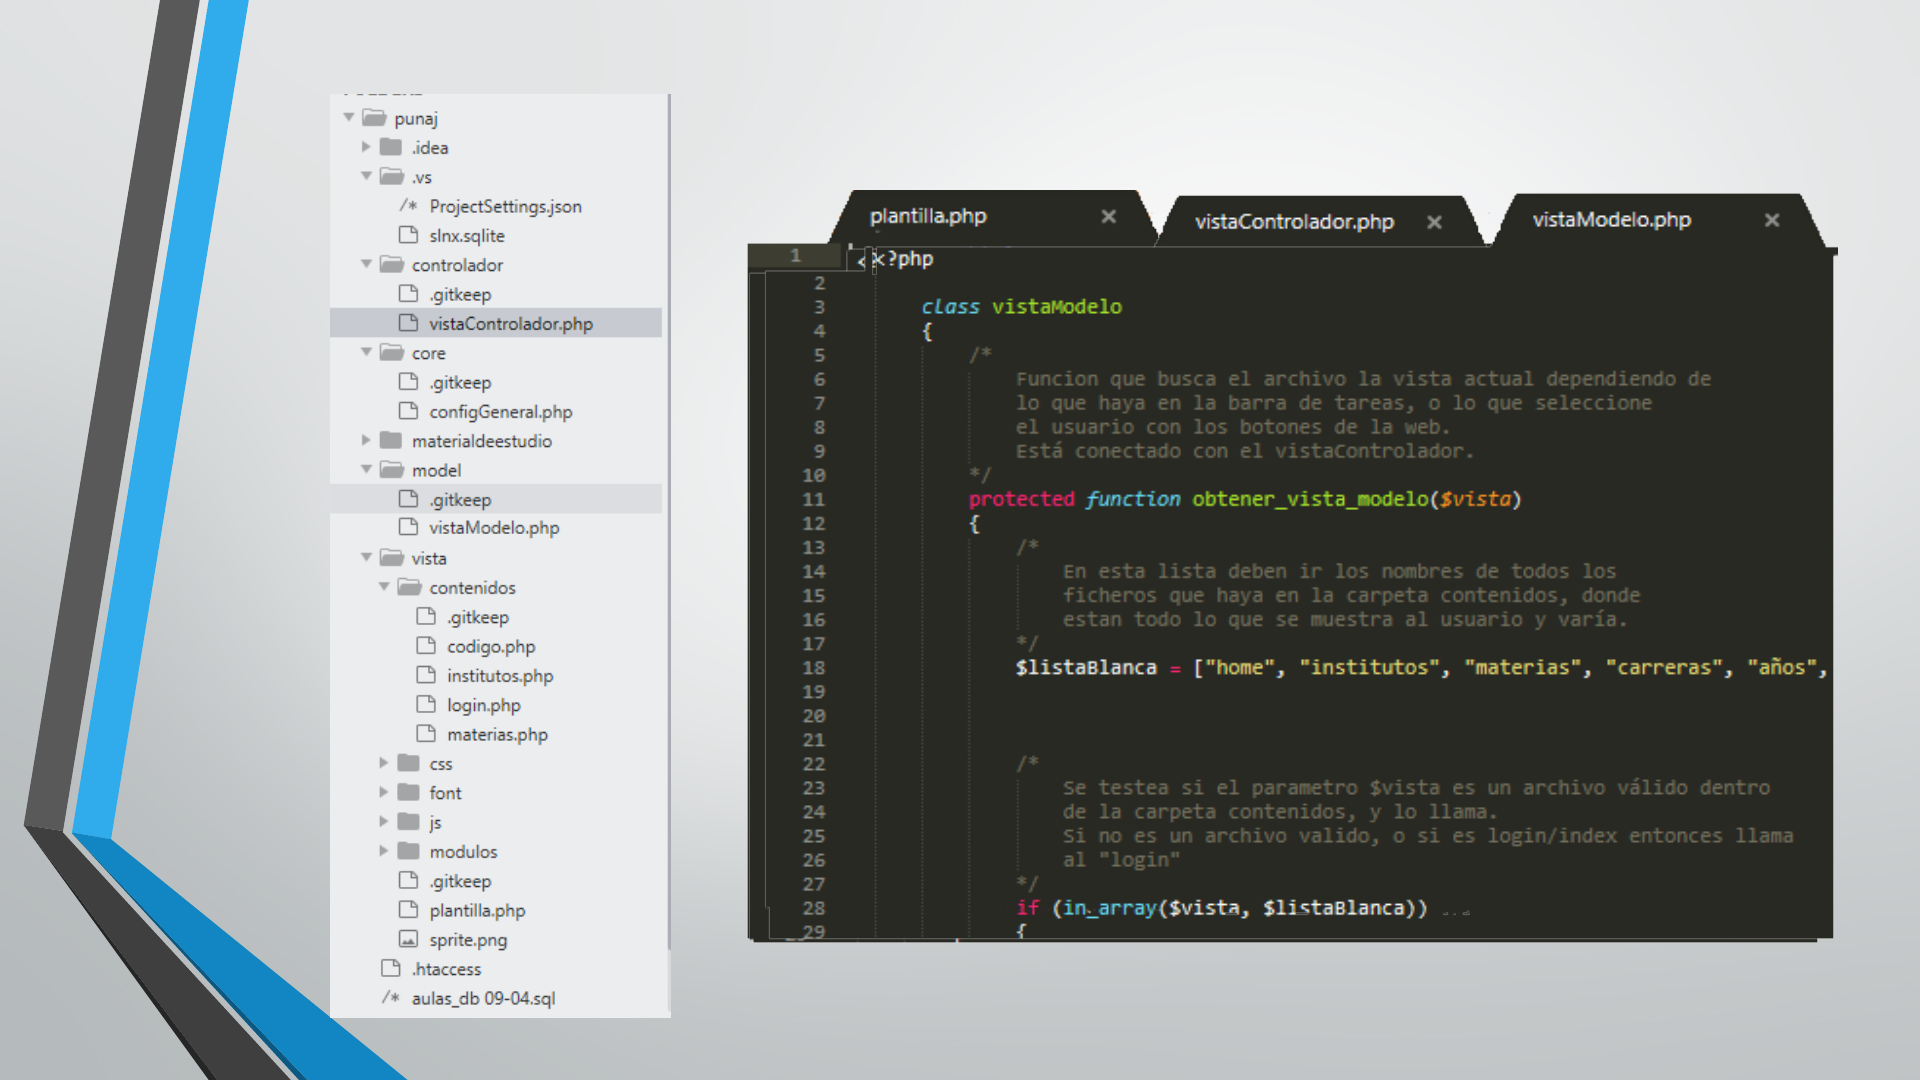 punaj
.idea
.vs
/* ProjectSettings.json
slnx.sqlite
controlador
.gitkeep
vistaControlador.php
core
.gitkeep
configGeneral.php
materialdeestudio
model
.gitkeep
vistaModelo.php
vista
contenidos
.gitkeep
codigo.php
institutos.php
login.php
materias.php
css
font
js
modulos
.gitkeep
plantilla.php
sprite.png
.htaccess
/* aulas_db 09-04.sql
plantilla.php × vistaControlador.php × vistaModelo.php ×
1 <?php
2
3 class vistaModelo
4 {
5 /*
6 Funcion que busca el archivo la vista actual dependiendo de
7 lo que haya en la barra de tareas, o lo que seleccione
8 el usuario con los botones de la web.
9 Está conectado con el vistaControlador.
10 */
11 protected function obtener_vista_modelo($vista)
12 {
13 /*
14 En esta lista deben ir los nombres de todos los
15 ficheros que haya en la carpeta contenidos, donde
16 estan todo lo que se muestra al usuario y varía.
17 */
18 $listaBlanca = ["home", "institutos", "materias", "carreras", "años",
19
20
21
22 /*
23 Se testea si el parametro $vista es un archivo válido dentro
24 de la carpeta contenidos, y lo llama.
25 Si no es un archivo valido, o si es login/index entonces llama
26 al "login"
27 */
28 if (in_array($vista, $listaBlanca))
29 {